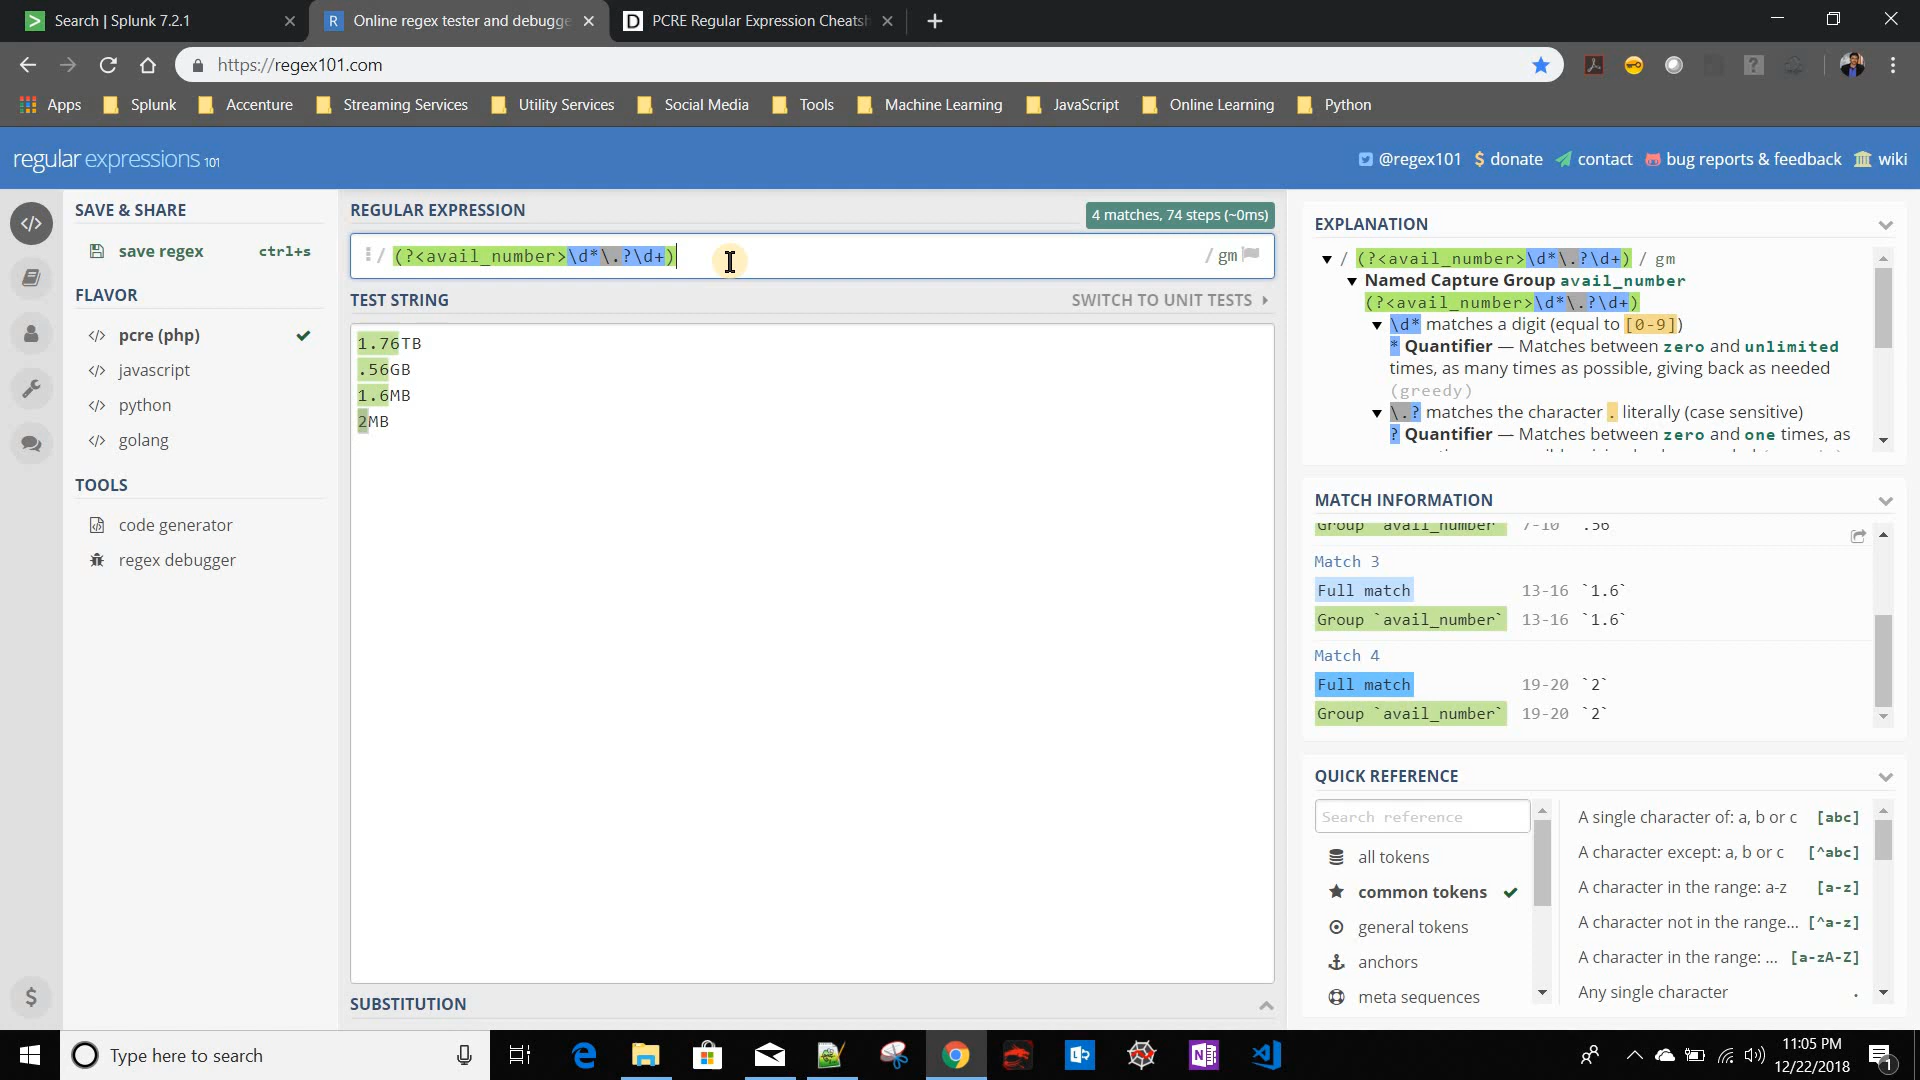 Search | Splunk 7.2.1
Online regex tester and debugge
PCRE Regular Expression Cheatsh
https://regex101.com
Apps
Splunk
Accenture
Streaming Services
Utility Services
Social Media
Tools
Machine Learning
JavaScript
Online Learning
Python
regular expressions 101
@regex101
$ donate
contact
bug reports & feedback
wiki
SAVE & SHARE
save regex ctrl+s
FLAVOR
pcre (php)
javascript
python
golang
TOOLS
code generator
regex debugger
REGULAR EXPRESSION
4 matches, 74 steps (~0ms)
/ (?<avail_number>\d*\.?\d+) / gm
TEST STRING
SWITCH TO UNIT TESTS
1.76TB
.56GB
1.6MB
2MB
SUBSTITUTION
EXPLANATION
/ (?<avail_number>\d*\.?\d+) / gm
Named Capture Group avail_number
(?<avail_number>\d*\.?\d+)
\d* matches a digit (equal to [0-9])
* Quantifier — Matches between zero and unlimited
times, as many times as possible, giving back as needed
(greedy)
\.? matches the character . literally (case sensitive)
? Quantifier — Matches between zero and one times, as
MATCH INFORMATION
Group `avail_number` 7-10 `.56`
Match 3
Full match 13-16 `1.6`
Group `avail_number` 13-16 `1.6`
Match 4
Full match 19-20 `2`
Group `avail_number` 19-20 `2`
QUICK REFERENCE
Search reference
all tokens
common tokens
general tokens
anchors
meta sequences
A single character of: a, b or c [abc]
A character except: a, b or c [^abc]
A character in the range: a-z [a-z]
A character not in the range... [^a-z]
A character in the range: ... [a-zA-Z]
Any single character .
Type here to search
11:05 PM
12/22/2018
1